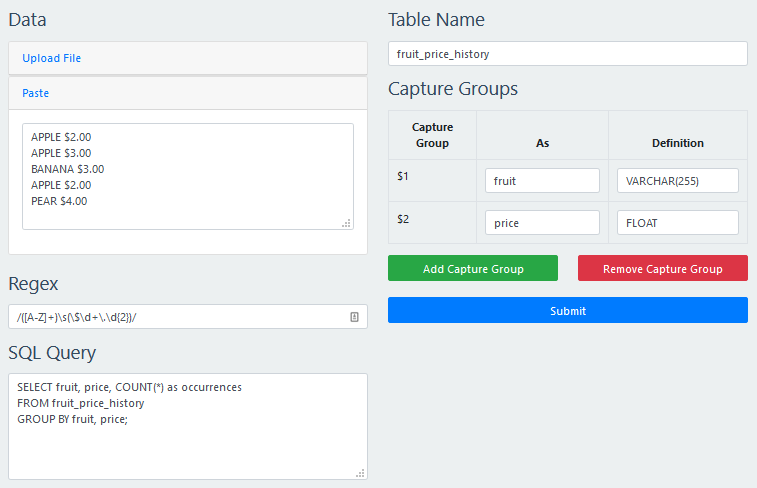 Data
Upload File
Paste
APPLE $2.00
APPLE $3.00
BANANA $3.00
APPLE $2.00
PEAR $4.00
Regex
/([A-Z]+)\s(\$\d+\.\d{2})/
SQL Query
SELECT fruit, price, COUNT(*) as occurrences
FROM fruit_price_history
GROUP BY fruit, price;
Table Name
fruit_price_history
Capture Groups
Capture Group As Definition
$1 fruit VARCHAR(255)
$2 price FLOAT
Add Capture Group Remove Capture Group
Submit